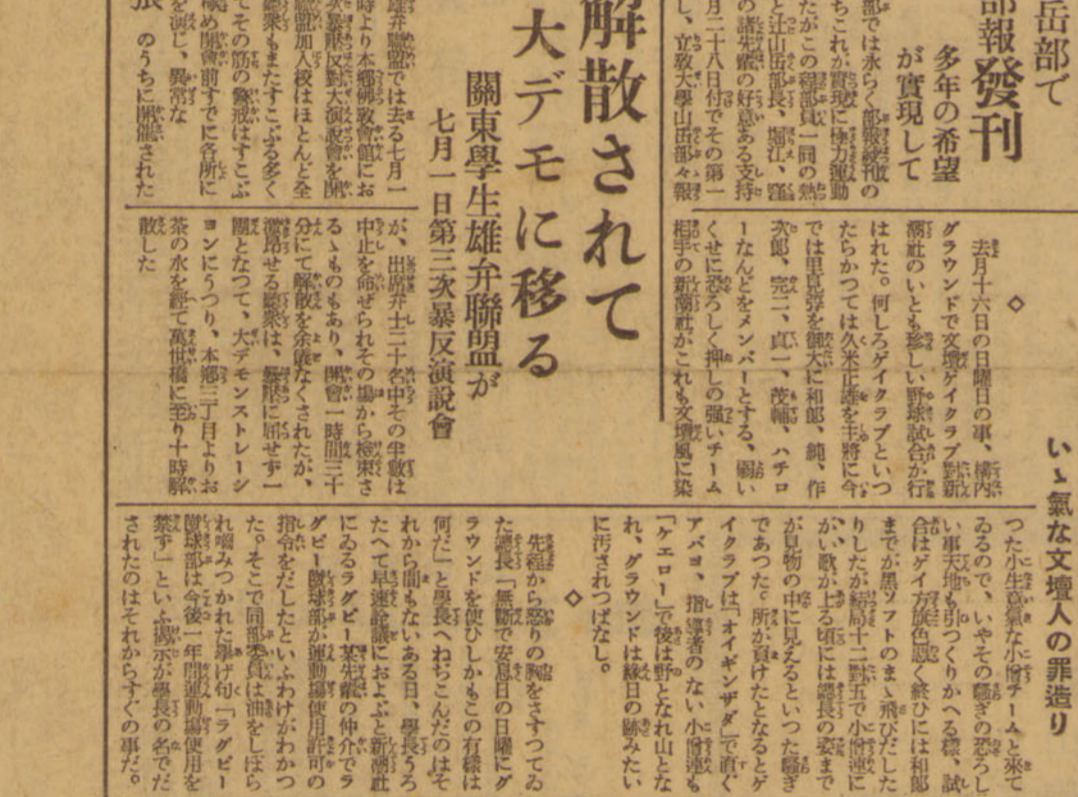 岳部で
部報發刊
多年の希望
が實現して
部では永らく部報發刊の
ちこれが實現に極力運動
たがこの程部員一同の熱
と辻山岳部長、堀江、窪
の諸先輩の好意ある支持
月二十八日付でその第一
し、立敎大學山岳部々報
解散されて
大デモに移る
關東學生雄弁聯盟が
七月一日第三次暴反演說會
雄弁聯盟では去る七月一
時より本鄕佛敎會館にお
次暴壓反對大演說會を開
聯盟加入校はほとんど全
聽衆もまたすこぶる多く
てその筋の警戒はすこぶ
極め開會前すでに各所に
を演じ、異常な
のうちに開催された
が、出席弁士二十名中その半數は
中止を命ぜられその場から檢束さ
るゝものもあり、開會一時間三十
分にて解散を余儀なくされたが、
激昻せる聽衆は、暴壓に屈せず一
團となつて、大デモンストレーシ
ヨンにうつり、本鄕三丁目よりお
茶の水を經て萬世橋に至り十時解
散した
いゝ氣な文壇人の罪造り
◇
去月十六日の日曜日の事、構內
グラウンドで文壇ゲイクラブ對新
潮社のいとも珍しい野球試合が行
はれた。何しろゲイクラブといつ
たらかつては久米正雄を主將に今
では里見弴を御大に和郎、純、作
次郎、完二、貞一、茂輔、ハチロ
ーなんどをメンバーとする、弱い
くせに恐ろしく押しの强いチーム
相手の新潮社がこれも文壇風に染
つた小生意氣な小僧チームと來て
ゐるので、いやその騷ぎの恐ろし
い事天地も引つくりかへる樣、試
合はゲイ方旗色惡く終ひには和郎
までが黑ソフトのまゝ飛びだした
りしたが結局十二對五で小僧連に
がい歌が上る頃には總長の姿まで
が見物の中に見えるといつた騷ぎ
であつた。所が負けたとなるとゲ
イクラブは「オイギンザダ」で直ぐ
アバヨ、指導者のない小僧連も
「ケエロー」で後は野となれ山とな
れ、グラウンドは緣日の跡みたい
に汚されつぱなし。
◇
先程から怒りの胸をさすつてゐ
た總長「無斷で安息日の日曜にグ
ラウンドを使ひしかもこの有樣は
何だ」と學長へねぢこんだのはそ
れから間もないある日、學長うろ
たへて早速詮議におよぶと新潮社
にゐるラグビー某先輩の仲介でラ
グビー蹴球部が運動場使用許可の
指令をだしたといふわけがわかつ
た。そこで同部委員は油をしぼら
れ嚙みつかれた擧げ句「ラグビー
蹴球部は今後一年間運動場使用を
禁ず」といふ揭示が學長の名でだ
されたのはそれからすぐの事だ。